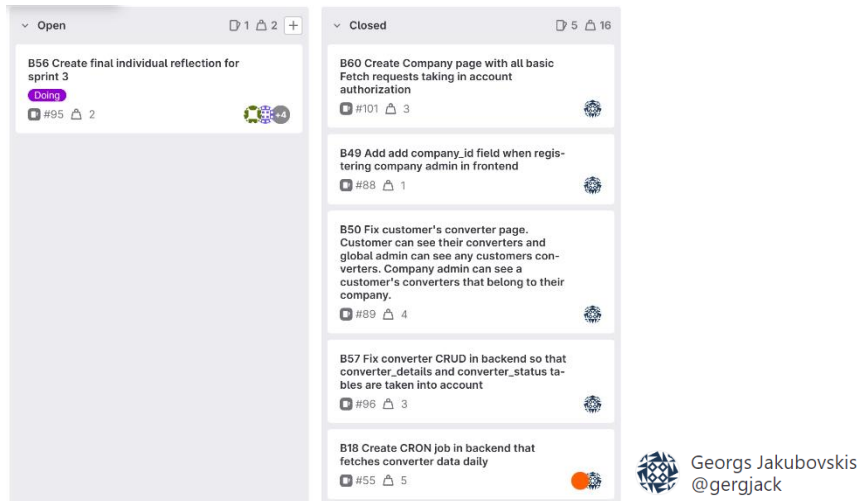 Open 1 2 +
B56 Create final individual reflection for
sprint 3
Doing
#95 2
+4
Closed 5 16
B60 Create Company page with all basic
Fetch requests taking in account
authorization
#101 3
B49 Add add company_id field when regis-
tering company admin in frontend
#88 1
B50 Fix customer's converter page.
Customer can see their converters and
global admin can see any customers con-
verters. Company admin can see a
customer's converters that belong to their
company.
#89 4
B57 Fix converter CRUD in backend so that
converter_details and converter_status ta-
bles are taken into account
#96 3
B18 Create CRON job in backend that
fetches converter data daily
#55 5
Georgs Jakubovskis
@gergjack